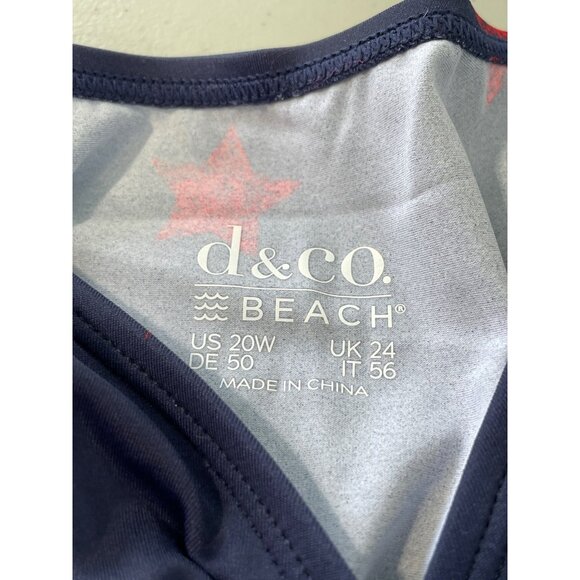 d&co.
BEACH®
US 20W UK 24
DE 50 IT 56
MADE IN CHINA